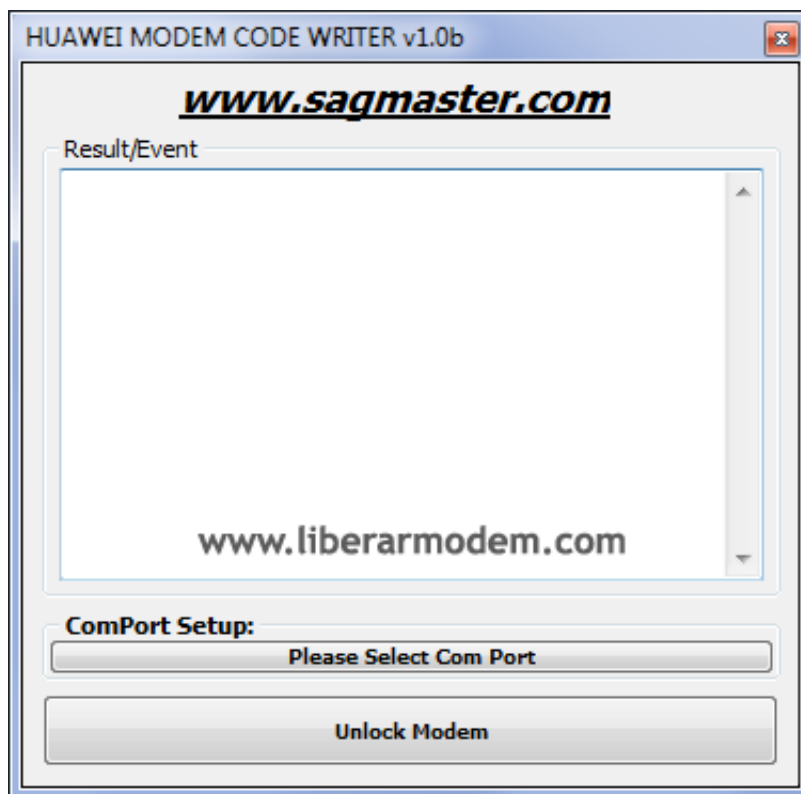 HUAWEI MODEM CODE WRITER v1.0b
www.sagmaster.com
Result/Event
www.liberarmodem.com
ComPort Setup:
Please Select Com Port
Unlock Modem